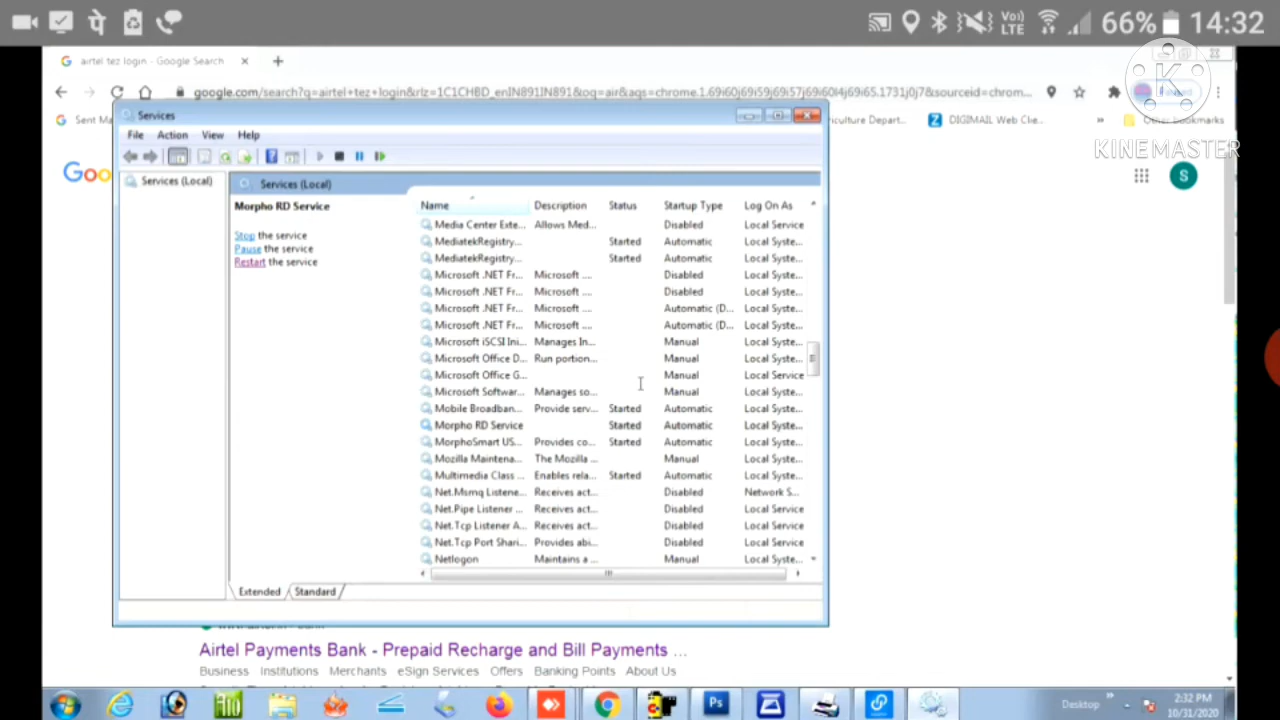 Vo)) LTE 66% 14:32
airtel tez login - Google Search
google.com/search?q=airtel+tez+login&rlz=1C1CHBD_enIN891IN891&oq=air&aqs=chrome.1.69i60j69i59j69i57j69i60l4j69i65.1731j0j7&sourceid=chrom...
Sent Ma
riculture Depart...
DIGIMAIL Web Clie...
»
Other bookmarks
K
KINEMASTER
Goo
S
Services
File Action View Help
Services (Local)
Services (Local)
Morpho RD Service
Stop the service
Pause the service
Restart the service
Name Description Status Startup Type Log On As
Media Center Exte... Allows Med... Disabled Local Service
MediatekRegistry... Started Automatic Local Syste...
MediatekRegistry... Started Automatic Local Syste...
Microsoft .NET Fr... Microsoft .... Disabled Local Syste...
Microsoft .NET Fr... Microsoft .... Disabled Local Syste...
Microsoft .NET Fr... Microsoft .... Automatic (D... Local Syste...
Microsoft .NET Fr... Microsoft .... Automatic (D... Local Syste...
Microsoft iSCSI Ini... Manages In... Manual Local Syste...
Microsoft Office D... Run portion... Manual Local Syste...
Microsoft Office G... Manual Local Service
Microsoft Softwar... Manages so... Manual Local Syste...
Mobile Broadban... Provide serv... Started Automatic Local Syste...
Morpho RD Service Started Automatic Local Syste...
MorphoSmart US... Provides co... Started Automatic Local Syste...
Mozilla Maintena... The Mozilla ... Manual Local Syste...
Multimedia Class ... Enables rela... Started Automatic Local Syste...
Net.Msmq Listene... Receives act... Disabled Network S...
Net.Pipe Listener ... Receives act... Disabled Local Service
Net.Tcp Listener A... Receives act... Disabled Local Service
Net.Tcp Port Shari... Provides abi... Disabled Local Service
Netlogon Maintains a ... Manual Local Syste...
Extended Standard
Airtel Payments Bank - Prepaid Recharge and Bill Payments ...
Business Institutions Merchants eSign Services Offers Banking Points About Us
Ps
Desktop »
2:32 PM
10/31/2020